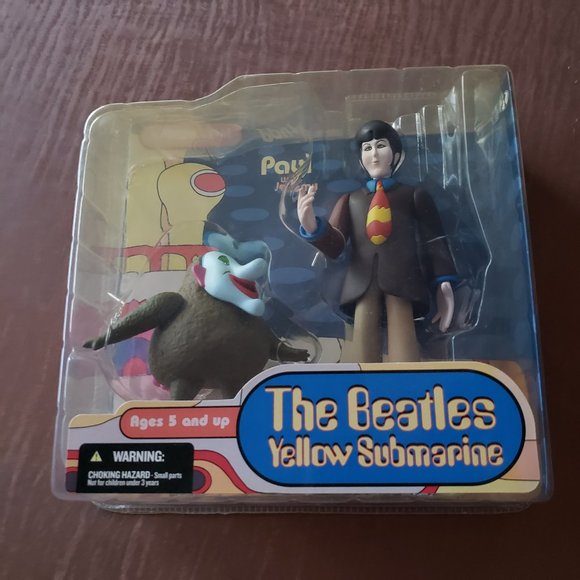 Paul
Ages 5 and up
The Beatles
Yellow Submarine
WARNING:
CHOKING HAZARD - Small parts
Not for children under 3 years